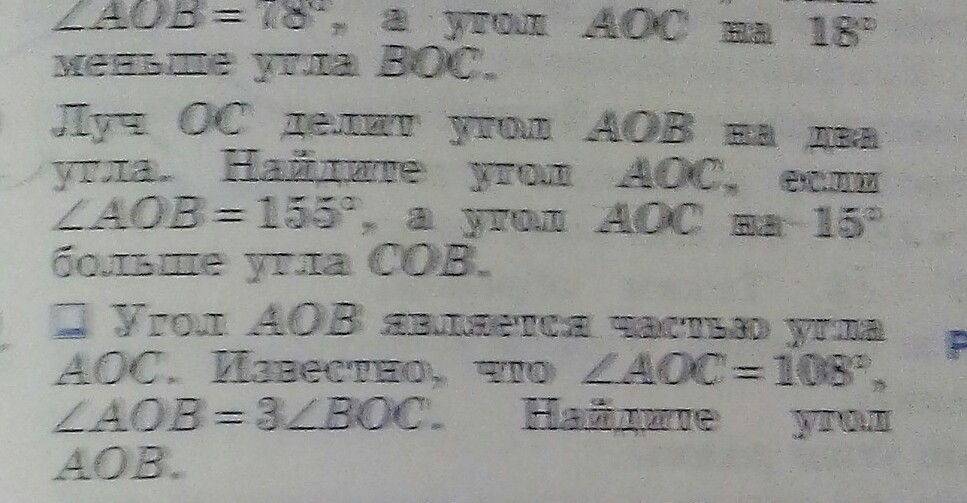 ∠AOB = 78°, а угол AOC на 18°
меньше угла BOC.
Луч OC делит угол AOB на два
угла. Найдите угол AOC, если
∠AOB = 155°, а угол AOC на 15°
больше угла COB.
Угол AOB является частью угла
AOC. Известно, что ∠AOC = 108°,
∠AOB = 3∠BOC. Найдите угол
AOB.